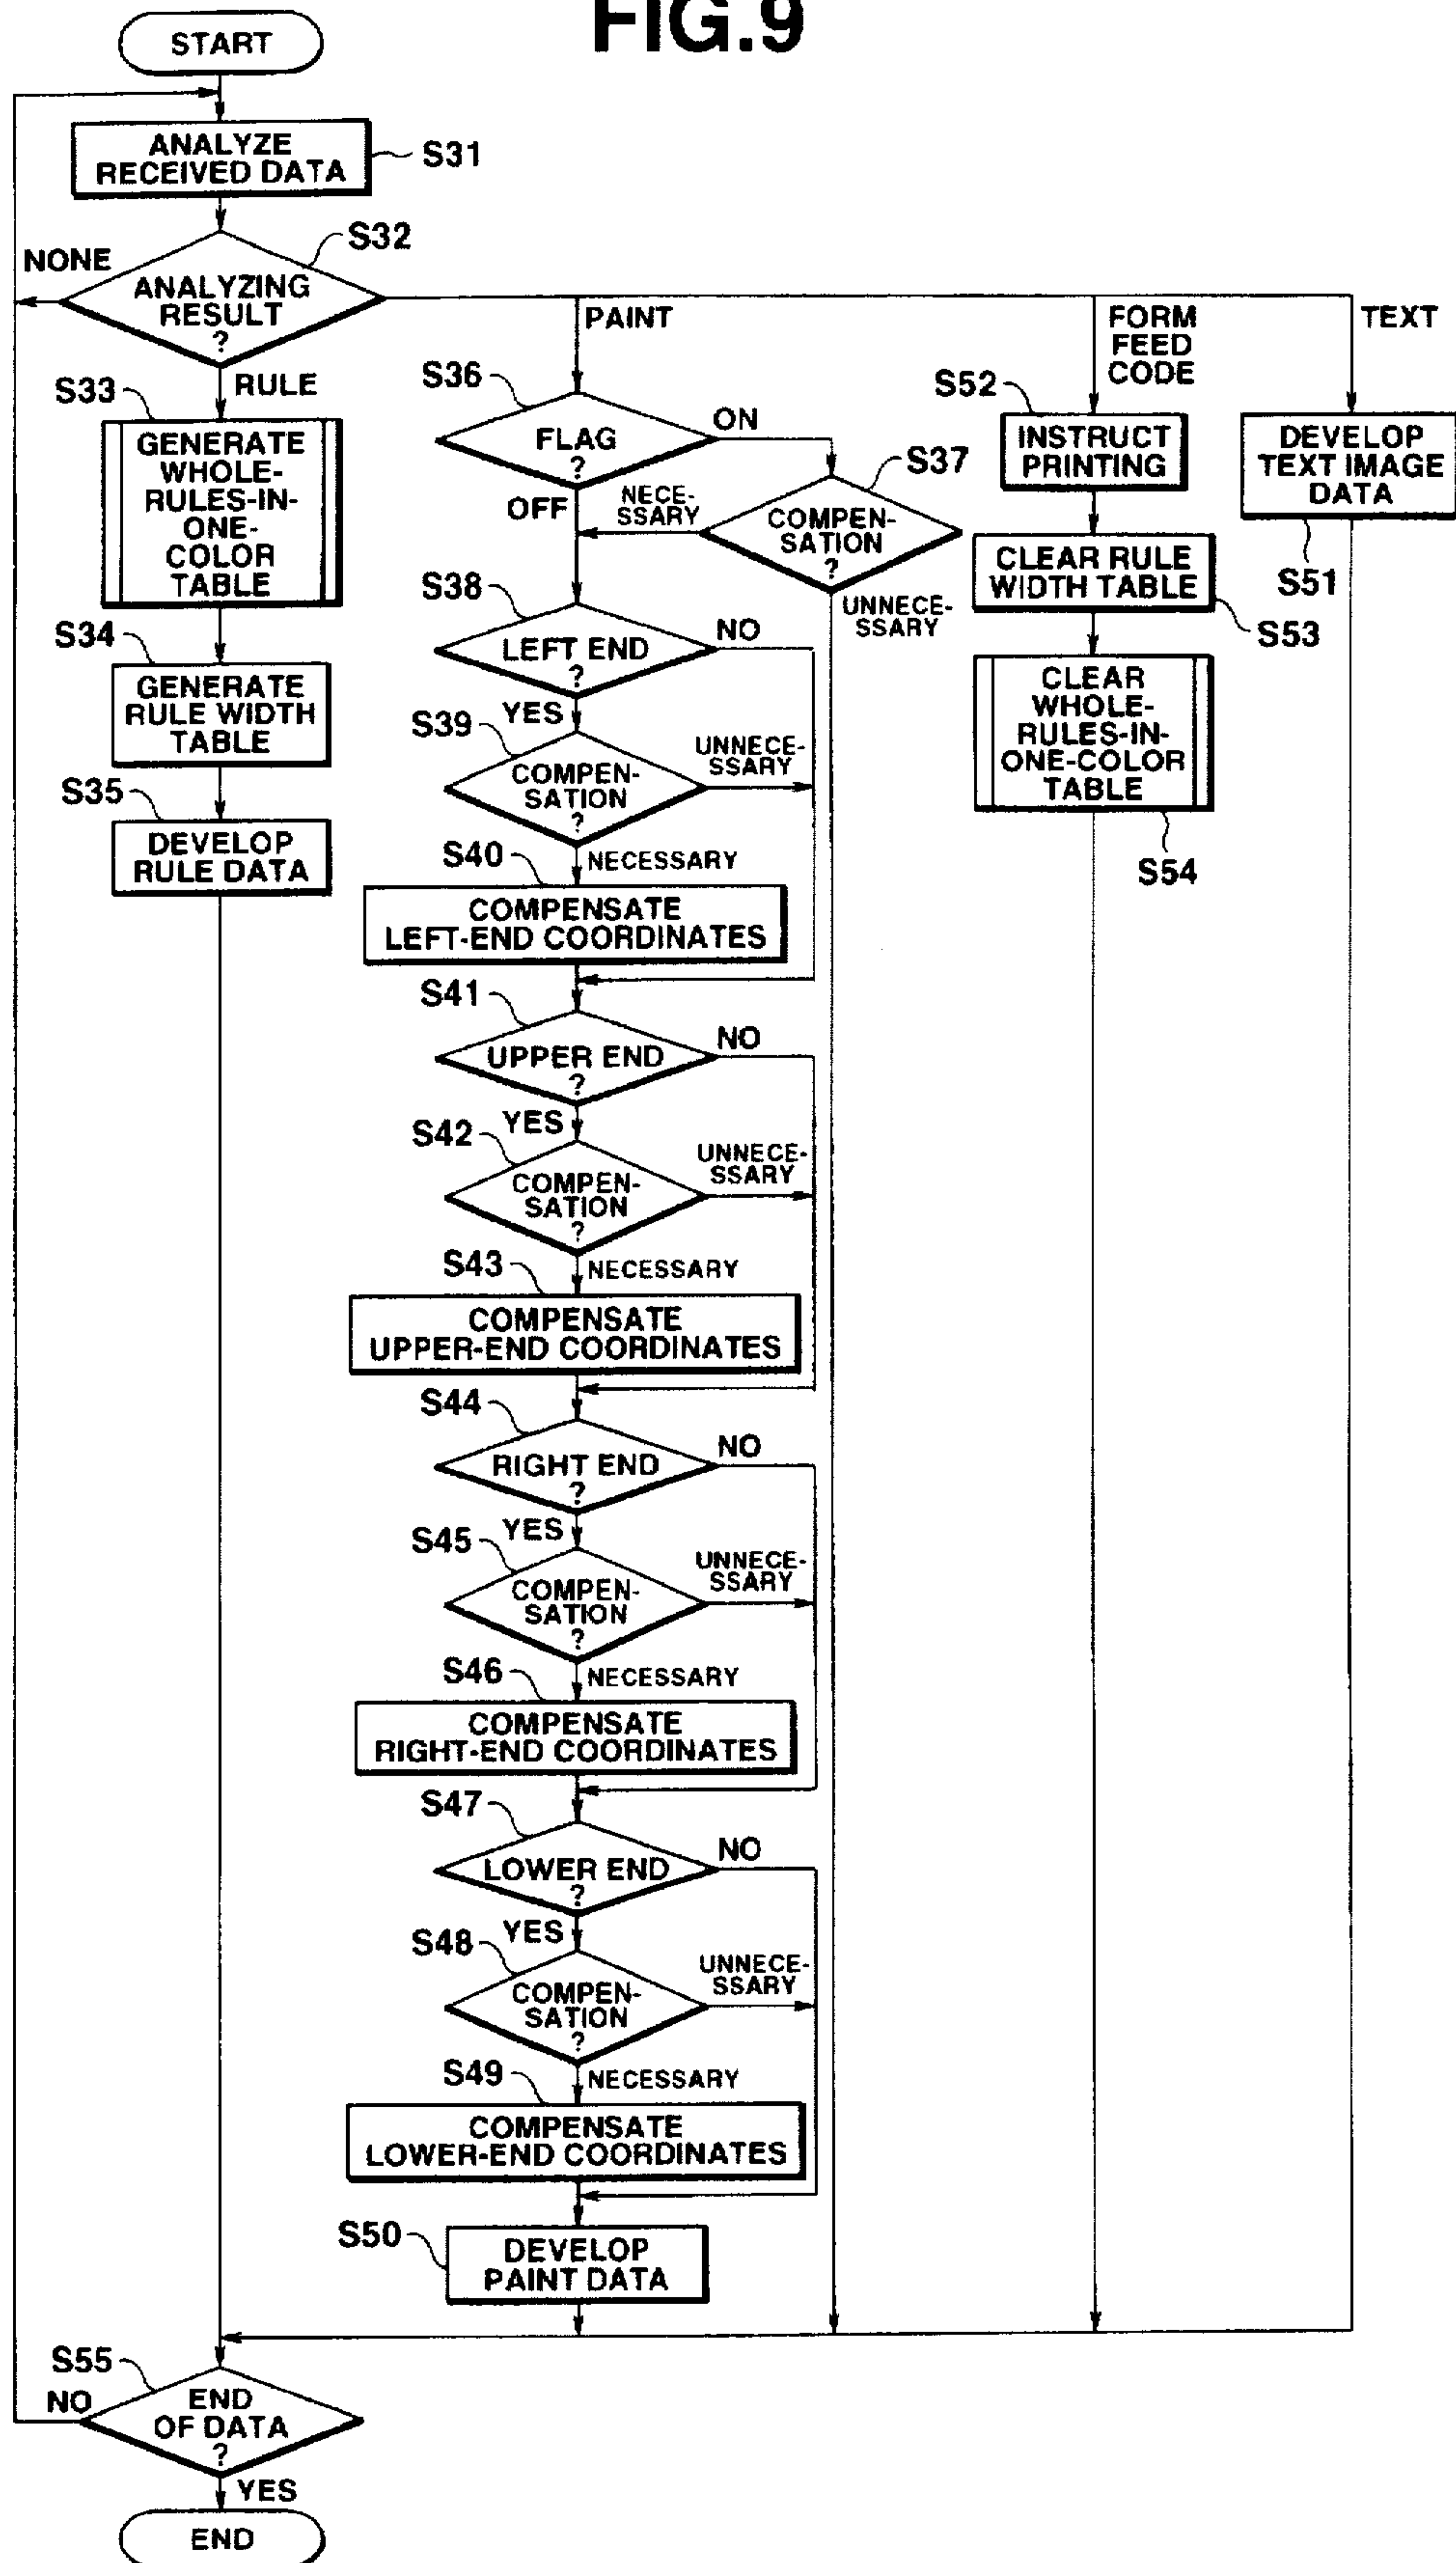 FIG.9
START
ANALYZE
RECEIVED DATA
S31
S32
NONE
ANALYZING
RESULT
?
RULE
PAINT
FORM
FEED
CODE
TEXT
S33
GENERATE
WHOLE-
RULES-IN-
ONE-
COLOR
TABLE
S34
GENERATE
RULE WIDTH
TABLE
S35
DEVELOP
RULE DATA
S36
FLAG
?
ON
OFF
S37
COMPEN-
SATION
?
NECE-
SSARY
UNNECE-
SSARY
S38
LEFT END
?
NO
YES
S39
COMPEN-
SATION
?
UNNECE-
SSARY
NECESSARY
S40
COMPENSATE
LEFT-END COORDINATES
S41
UPPER END
?
NO
YES
S42
COMPEN-
SATION
?
UNNECE-
SSARY
NECESSARY
S43
COMPENSATE
UPPER-END COORDINATES
S44
RIGHT END
?
NO
YES
S45
COMPEN-
SATION
?
UNNECE-
SSARY
NECESSARY
S46
COMPENSATE
RIGHT-END COORDINATES
S47
LOWER END
?
NO
YES
S48
COMPEN-
SATION
?
UNNECE-
SSARY
NECESSARY
S49
COMPENSATE
LOWER-END COORDINATES
S50
DEVELOP
PAINT DATA
S52
INSTRUCT
PRINTING
CLEAR RULE
WIDTH TABLE
S53
CLEAR
WHOLE-
RULES-IN-
ONE-COLOR
TABLE
S54
DEVELOP
TEXT IMAGE
DATA
S51
S55
NO
END
OF DATA
?
YES
END